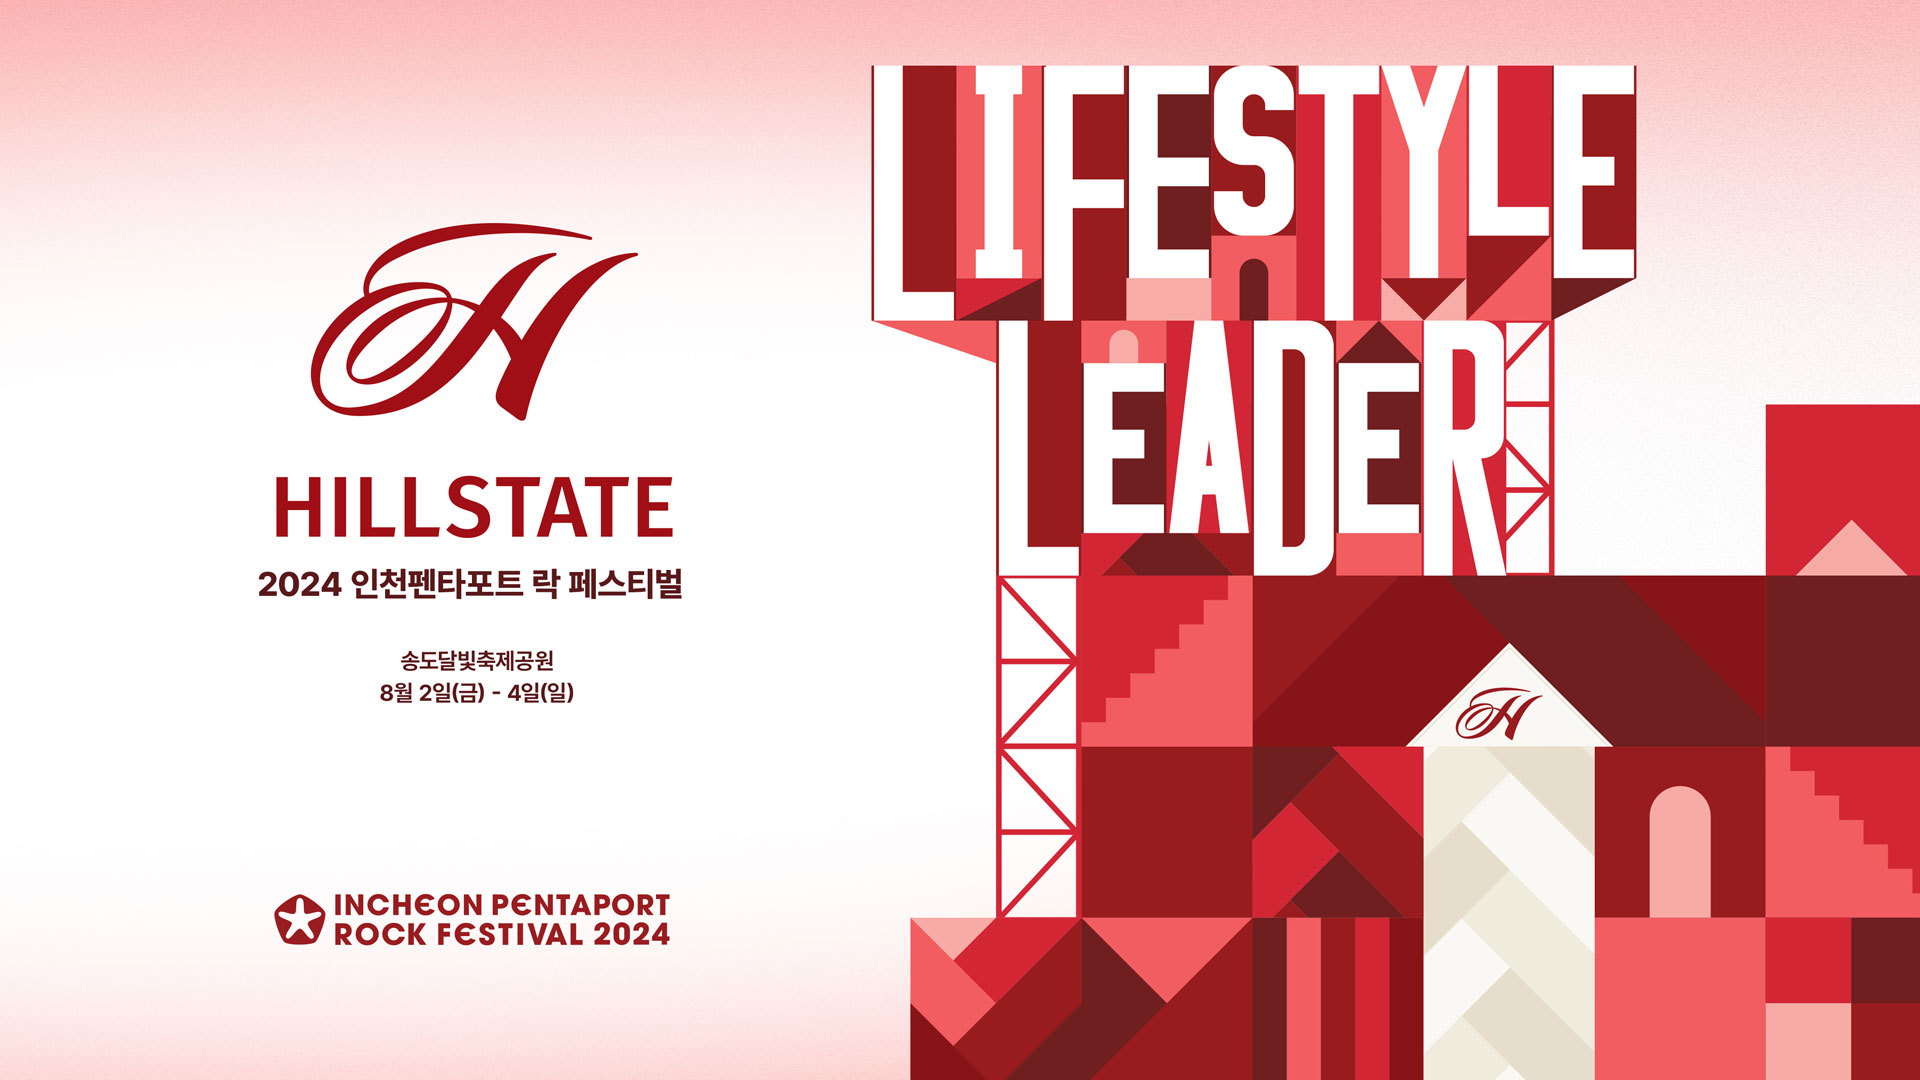 H
HILLSTATE
2024 인천펜타포트 락 페스티벌
송도달빛축제공원
8월 2일(금) - 4일(일)
INCHEON PENTAPORT
ROCK FESTIVAL 2024
LIFESTYLE
LEADER
H